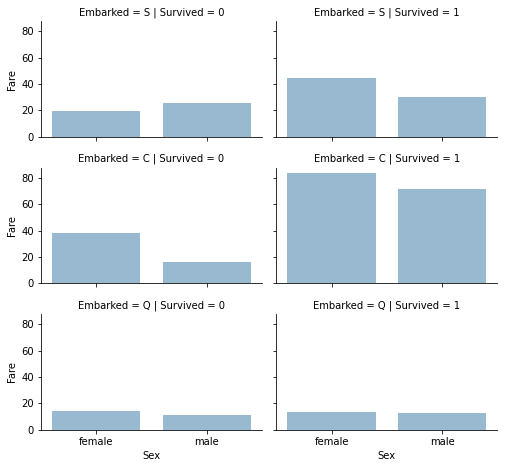 Embarked = S | Survived = 0
Embarked = S | Survived = 1
80
60
40
20
0
Fare
Embarked = C | Survived = 0
Embarked = C | Survived = 1
80
60
40
20
0
Fare
Embarked = Q | Survived = 0
Embarked = Q | Survived = 1
80
60
40
20
0
Fare
female
male
female
male
Sex
Sex